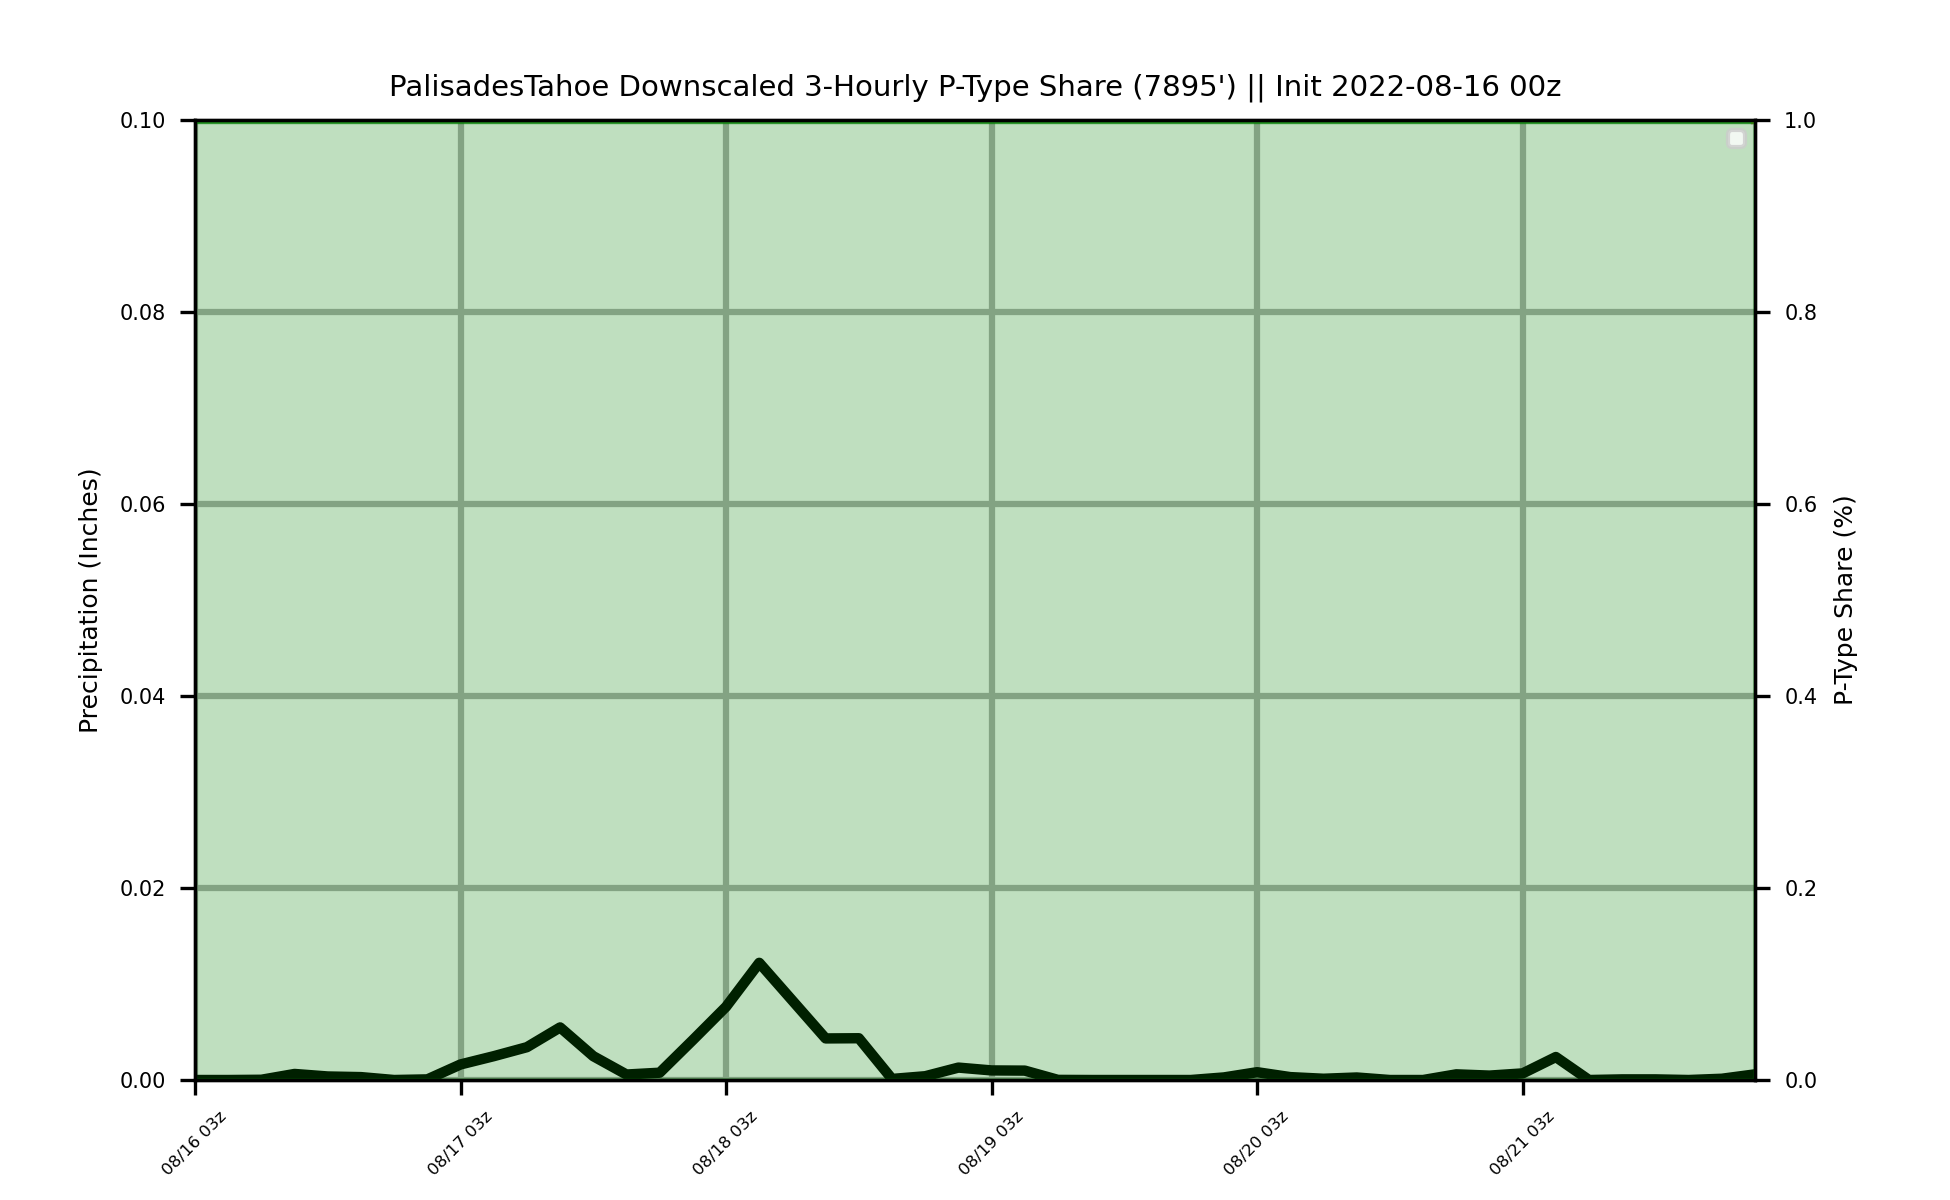 PalisadesTahoe Downscaled 3-Hourly P-Type Share (7895') || Init 2022-08-16 00z
0.10
0.08
0.06
0.04
0.02
0.00
Precipitation (Inches)
1.0
0.8
0.6
0.4
0.2
0.0
P-Type Share (%)
08/16 03z
08/17 03z
08/18 03z
08/19 03z
08/20 03z
08/21 03z